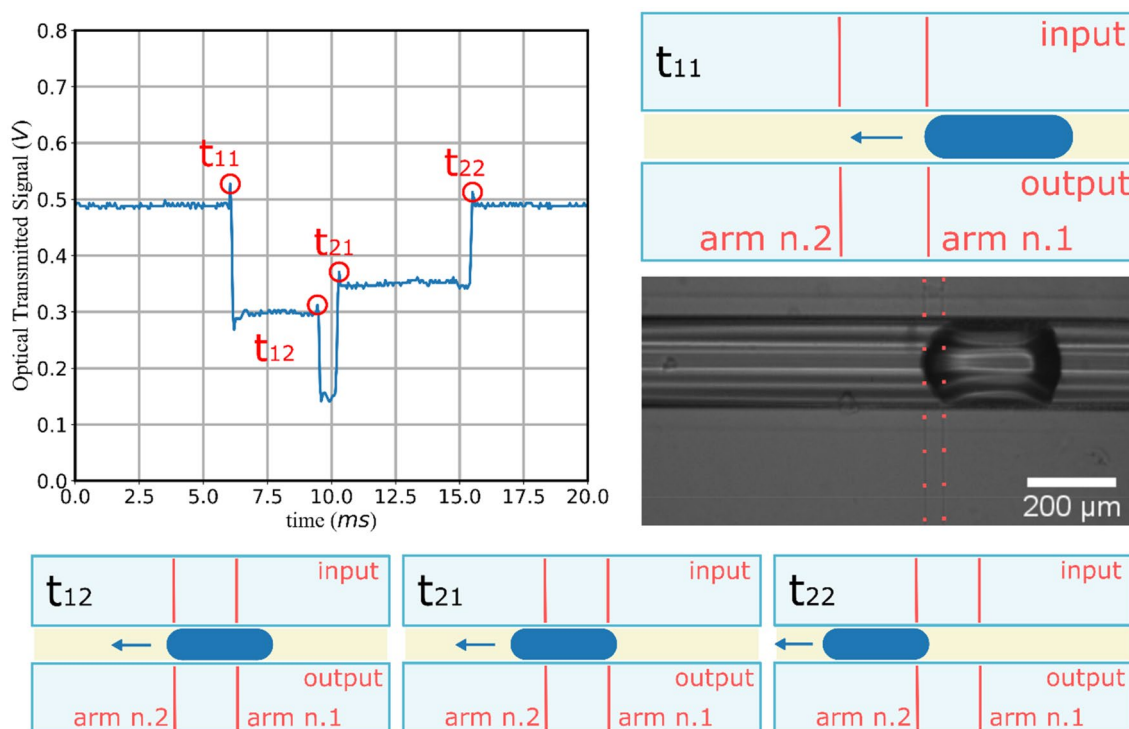 Optical Transmitted Signal (V)
0.8
0.7
0.6
0.5
0.4
0.3
0.2
0.1
0.0
t11
t22
t21
t12
0.0 2.5 5.0 7.5 10.0 12.5 15.0 17.5 20.0
time (ms)
t11
input
output
arm n.2 arm n.1
200 µm
t12
input
output
arm n.2 arm n.1
t21
input
output
arm n.2 arm n.1
t22
input
output
arm n.2 arm n.1